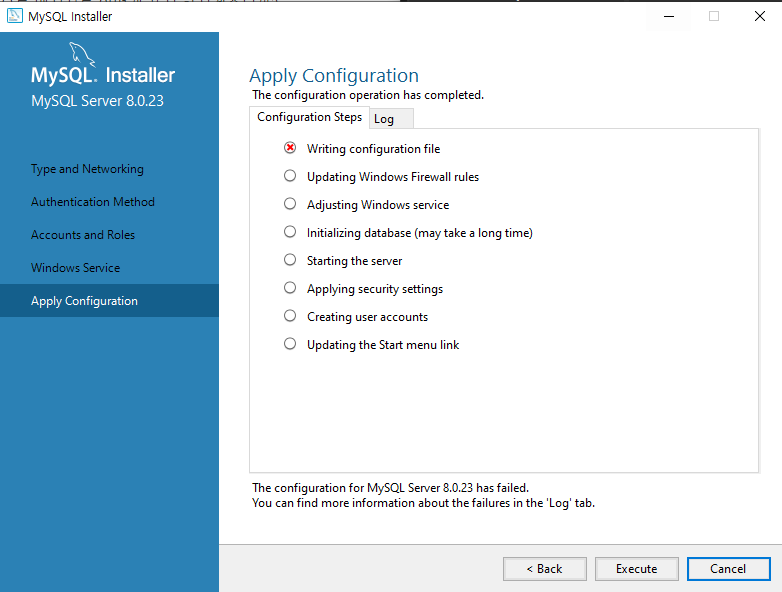 MySQL Installer
MySQL. Installer
MySQL Server 8.0.23
Type and Networking
Authentication Method
Accounts and Roles
Windows Service
Apply Configuration
Apply Configuration
The configuration operation has completed.
Configuration Steps
Log
Writing configuration file
Updating Windows Firewall rules
Adjusting Windows service
Initializing database (may take a long time)
Starting the server
Applying security settings
Creating user accounts
Updating the Start menu link
The configuration for MySQL Server 8.0.23 has failed.
You can find more information about the failures in the 'Log' tab.
< Back
Execute
Cancel